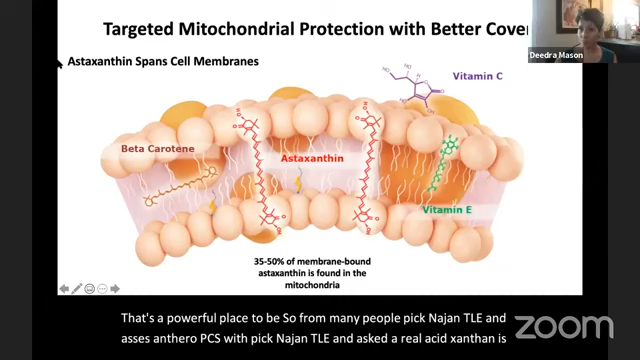 Targeted Mitochondrial Protection with Better Cover
Deedra Mason
Astaxanthin Spans Cell Membranes
Vitamin C
Beta Carotene
Astaxanthin
Vitamin E
35-50% of membrane-bound
astaxanthin is found in the
mitochondria
That's a powerful place to be So from many people pick Najan TLE and
asses anthero PCS with pick Najan TLE and asked a real acid xanthan is
zoom